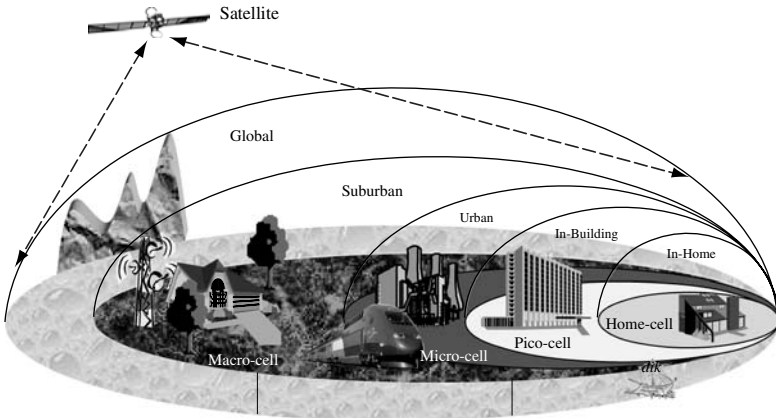 Satellite
Global
Suburban
Urban
In-Building
In-Home
Home-cell
Pico-cell
Micro-cell
Macro-cell
dik